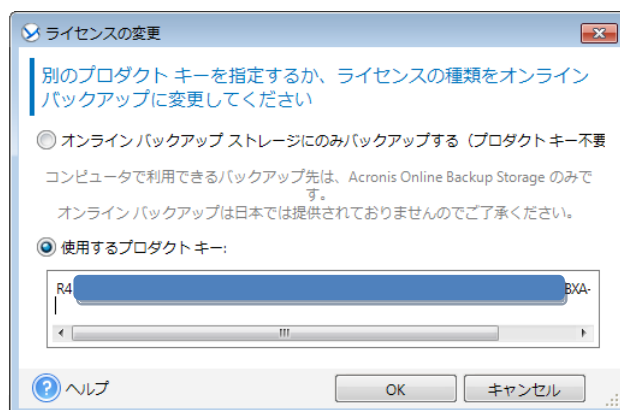 ライセンスの変更
別のプロダクト キーを指定するか、ライセンスの種類をオンライン
バックアップに変更してください
オンライン バックアップ ストレージにのみバックアップする（プロダクト キー不要
コンピュータで利用できるバックアップ先は、Acronis Online Backup Storage のみで
す。
オンライン バックアップは日本では提供されておりませんのでご了承ください。
使用するプロダクト キー:
R4 BXA-
ヘルプ OK キャンセル